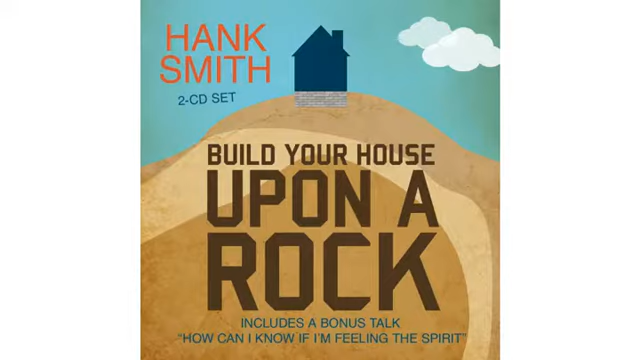 HANK
SMITH
2-CD SET
BUILD YOUR HOUSE
UPON A
ROCK
INCLUDES A BONUS TALK
“HOW CAN I KNOW IF I'M FEELING THE SPIRIT”